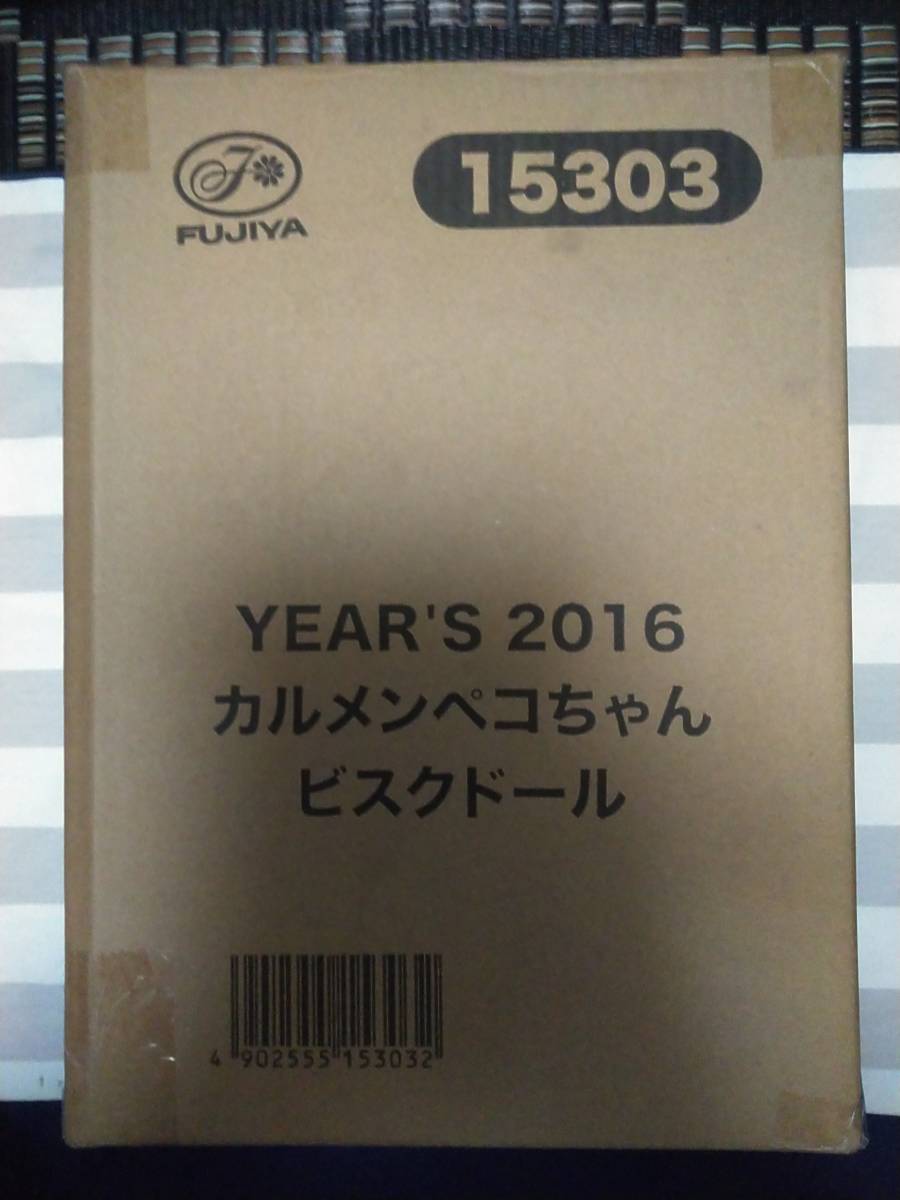 FUJIYA
15303
YEAR'S 2016
カルメンペコちゃん
ビスクドール
4 902555 153032